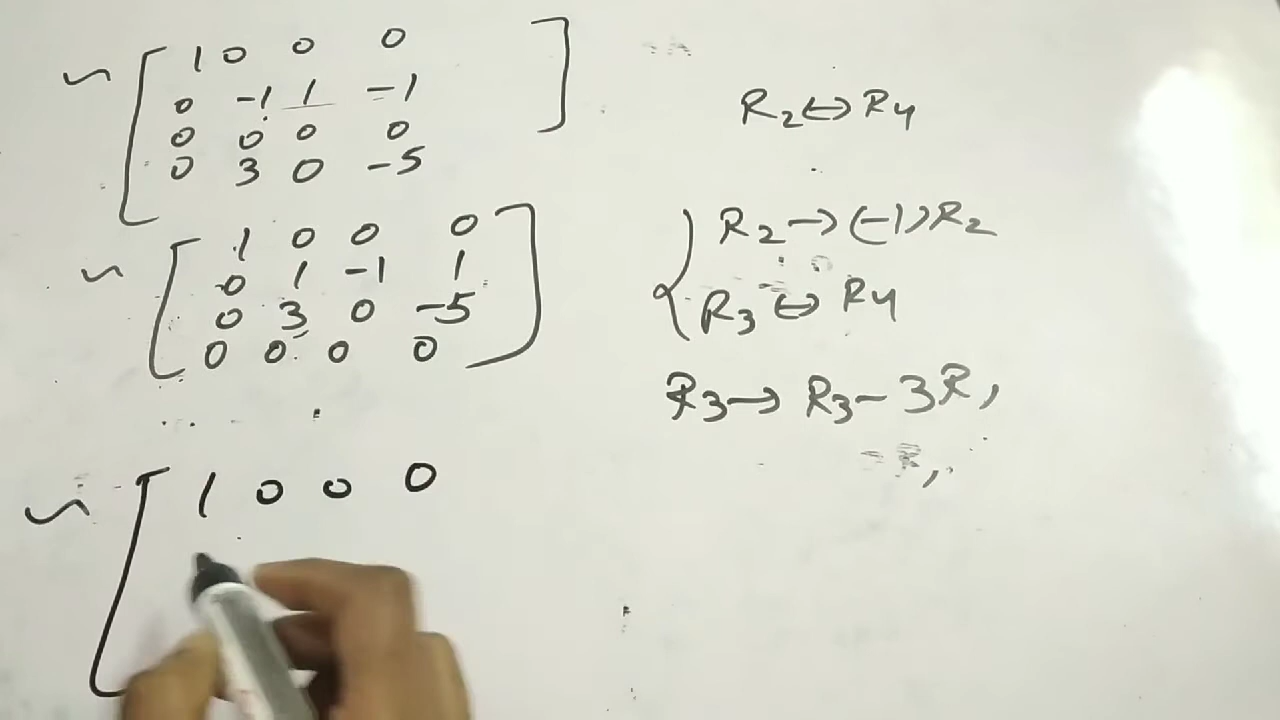 ~ [ 1 0 0 0 ]
0 -1 1 -1
0 0 0 0
0 3 0 -5
R2 ↔ R4
~ [ 1 0 0 0 ]
0 1 -1 1
0 3 0 -5
0 0 0 0
R2 → (-1)R2
R3 ↔ R4
R3 → R3 - 3R,
~ [ 1 0 0 0